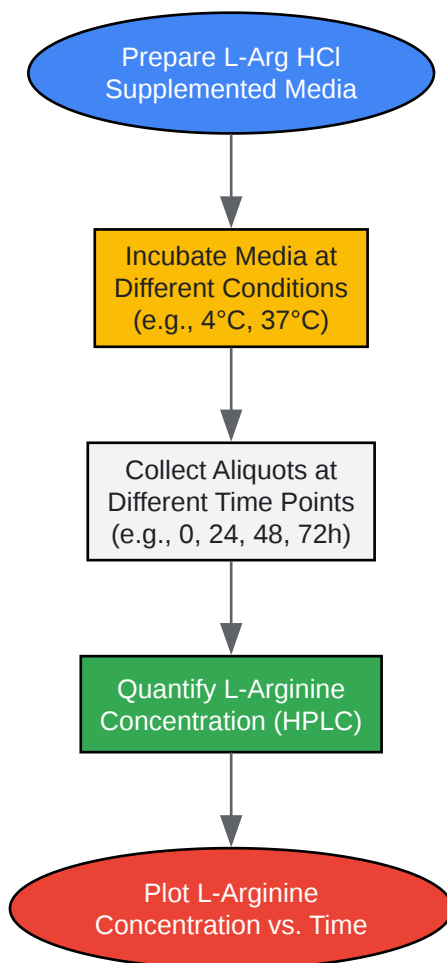 Prepare L-Arg HCl
Supplemented Media
Incubate Media at
Different Conditions
(e.g., 4°C, 37°C)
Collect Aliquots at
Different Time Points
(e.g., 0, 24, 48, 72h)
Quantify L-Arginine
Concentration (HPLC)
Plot L-Arginine
Concentration vs. Time